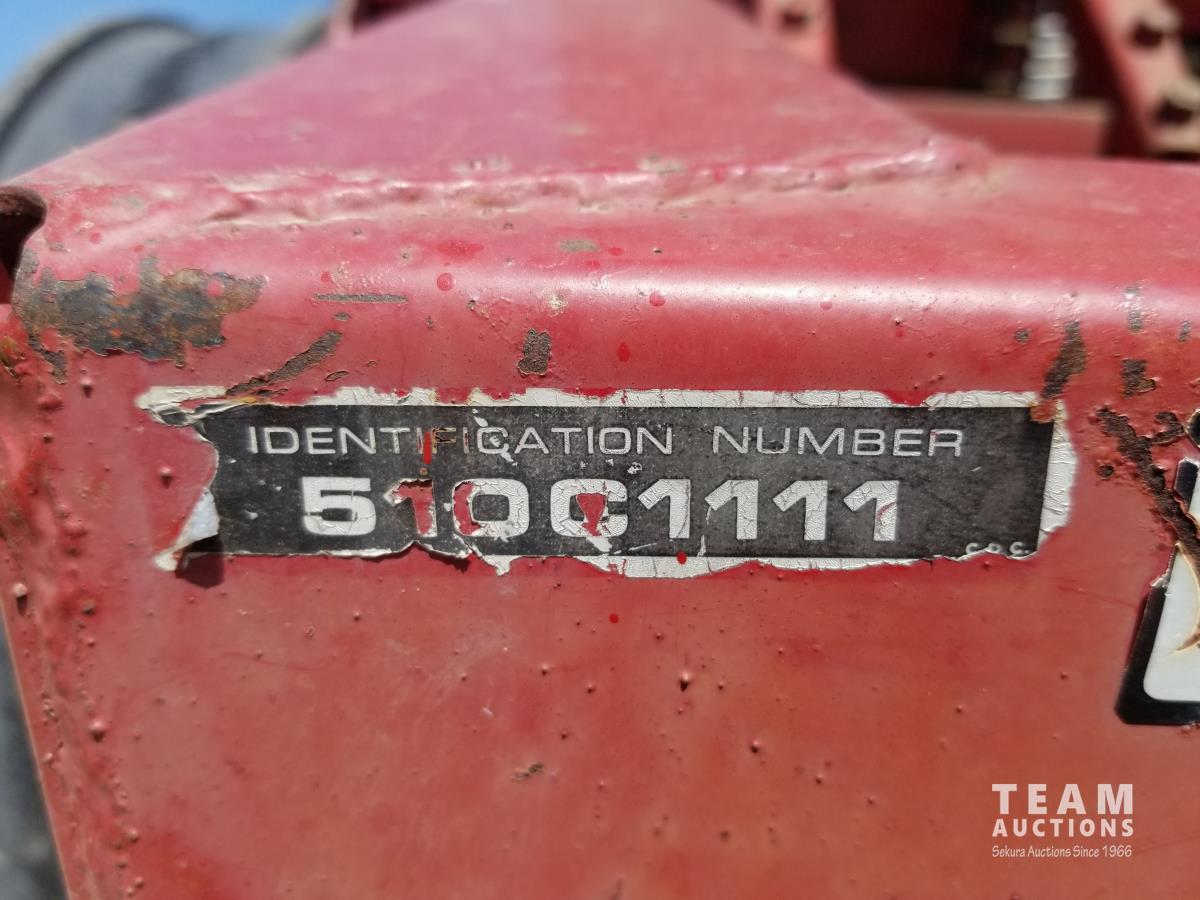 IDENTIFICATION NUMBER
510C1111
TEAM
AUCTIONS
Sekura Auctions Since 1966